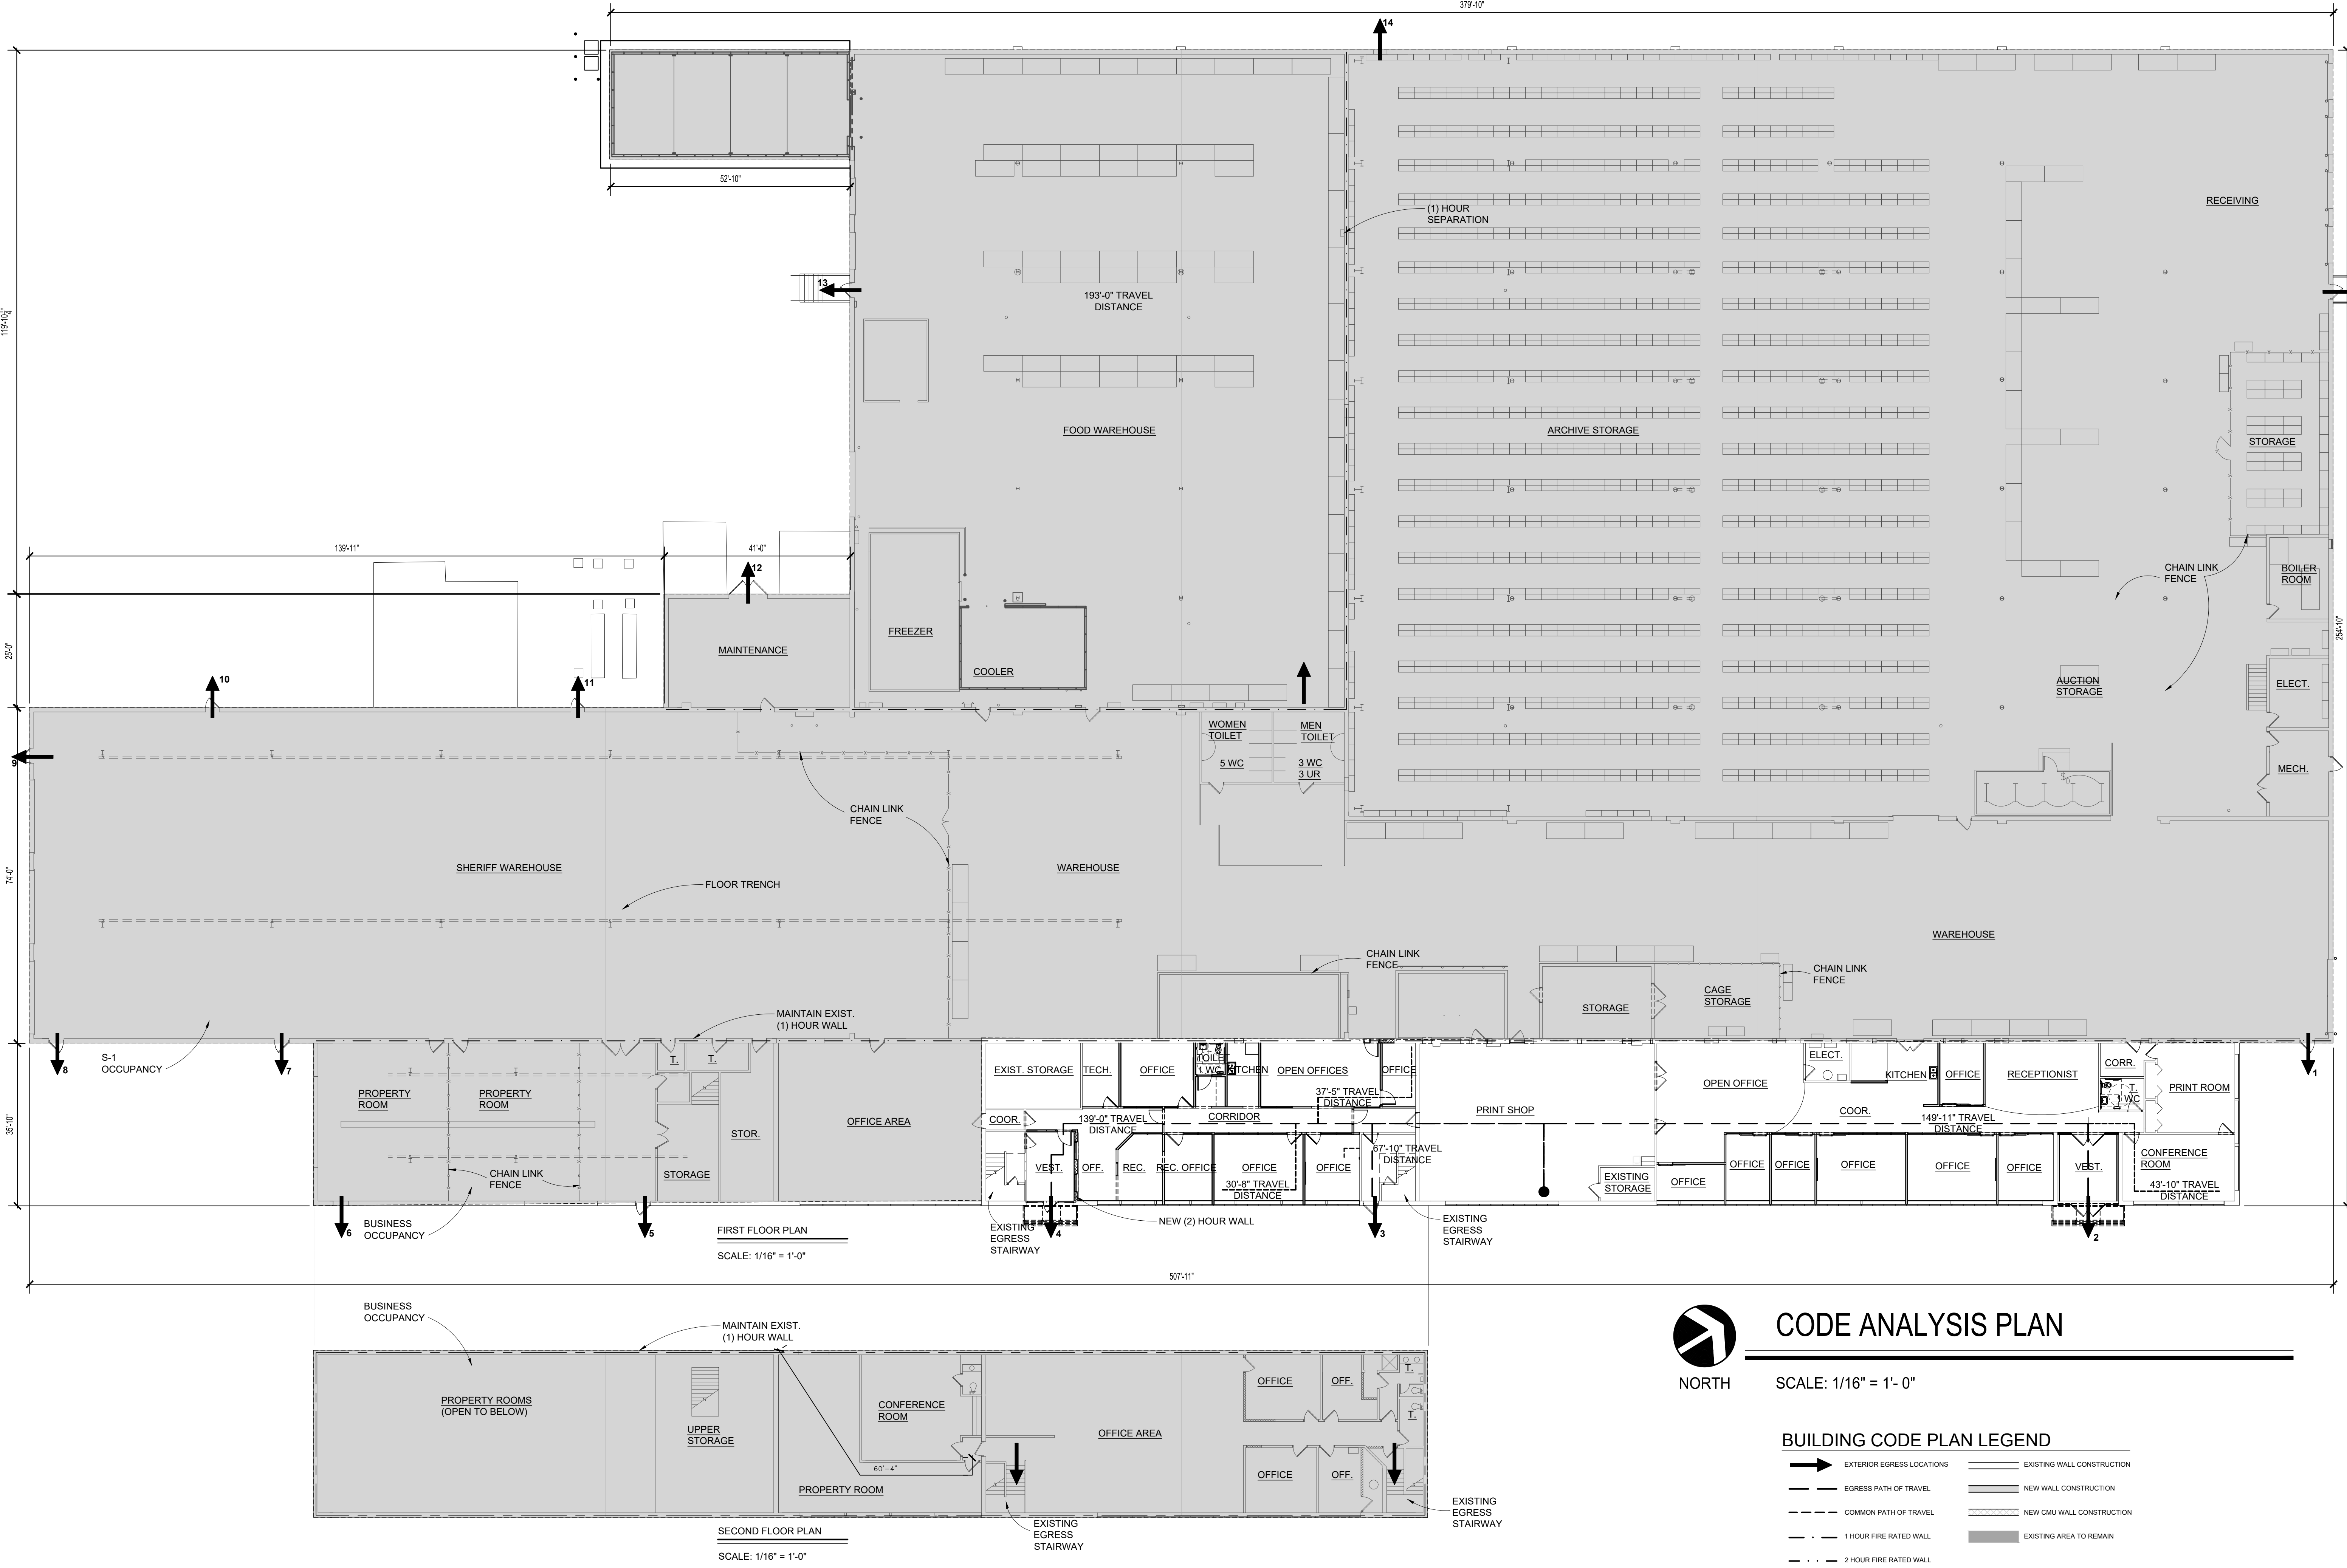 379'-10"
14
52'-10"
(1) HOUR
SEPARATION
RECEIVING
13
193'-0" TRAVEL
DISTANCE
119'-10 3/4"
FOOD WAREHOUSE
ARCHIVE STORAGE
STORAGE
139'-11"
41'-0"
12
CHAIN LINK
FENCE
BOILER
ROOM
FREEZER
COOLER
MAINTENANCE
25'-0"
254'-10"
10
11
AUCTION
STORAGE
ELECT.
WOMEN
TOILET
MEN
TOILET
5 WC
3 WC
3 UR
9
MECH.
CHAIN LINK
FENCE
SHERIFF WAREHOUSE
WAREHOUSE
FLOOR TRENCH
74'-0"
WAREHOUSE
CHAIN LINK
FENCE
CHAIN LINK
FENCE
CAGE
STORAGE
STORAGE
MAINTAIN EXIST.
(1) HOUR WALL
S-1
OCCUPANCY
8
7
1
T.
T.
EXIST. STORAGE
TECH.
OFFICE
TOILET
1 WC
KITCHEN
OPEN OFFICES
OFFICE
ELECT.
OPEN OFFICE
KITCHEN
OFFICE
RECEPTIONIST
CORR.
T.
1 WC
PRINT ROOM
PROPERTY
ROOM
PROPERTY
ROOM
37'-5" TRAVEL
DISTANCE
PRINT SHOP
35'-10"
STOR.
OFFICE AREA
COOR.
139'-0" TRAVEL
DISTANCE
CORRIDOR
COOR.
149'-11" TRAVEL
DISTANCE
67'-10" TRAVEL
DISTANCE
CHAIN LINK
FENCE
STORAGE
VEST.
OFF.
REC.
REC. OFFICE
OFFICE
OFFICE
30'-8" TRAVEL
DISTANCE
EXISTING
STORAGE
OFFICE
OFFICE
OFFICE
OFFICE
OFFICE
OFFICE
VEST.
CONFERENCE
ROOM
43'-10" TRAVEL
DISTANCE
6
BUSINESS
OCCUPANCY
5
FIRST FLOOR PLAN
SCALE: 1/16" = 1'-0"
EXISTING
EGRESS
STAIRWAY
4
NEW (2) HOUR WALL
3
EXISTING
EGRESS
STAIRWAY
2
507'-11"
BUSINESS
OCCUPANCY
MAINTAIN EXIST.
(1) HOUR WALL
PROPERTY ROOMS
(OPEN TO BELOW)
UPPER
STORAGE
CONFERENCE
ROOM
OFFICE AREA
OFFICE
OFF.
T.
T.
60'-4"
PROPERTY ROOM
OFFICE
OFF.
SECOND FLOOR PLAN
SCALE: 1/16" = 1'-0"
EXISTING
EGRESS
STAIRWAY
EXISTING
EGRESS
STAIRWAY
NORTH
CODE ANALYSIS PLAN
SCALE: 1/16" = 1'- 0"
BUILDING CODE PLAN LEGEND
EXTERIOR EGRESS LOCATIONS
EXISTING WALL CONSTRUCTION
EGRESS PATH OF TRAVEL
NEW WALL CONSTRUCTION
COMMON PATH OF TRAVEL
NEW CMU WALL CONSTRUCTION
1 HOUR FIRE RATED WALL
EXISTING AREA TO REMAIN
2 HOUR FIRE RATED WALL